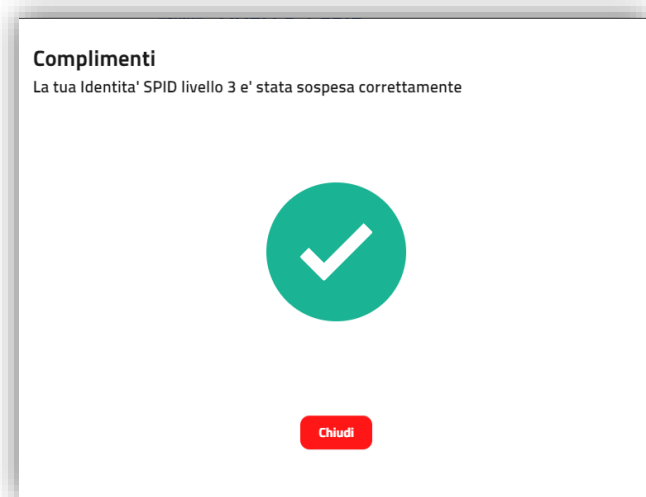 Complimenti
La tua Identita' SPID livello 3 e' stata sospesa correttamente
Chiudi